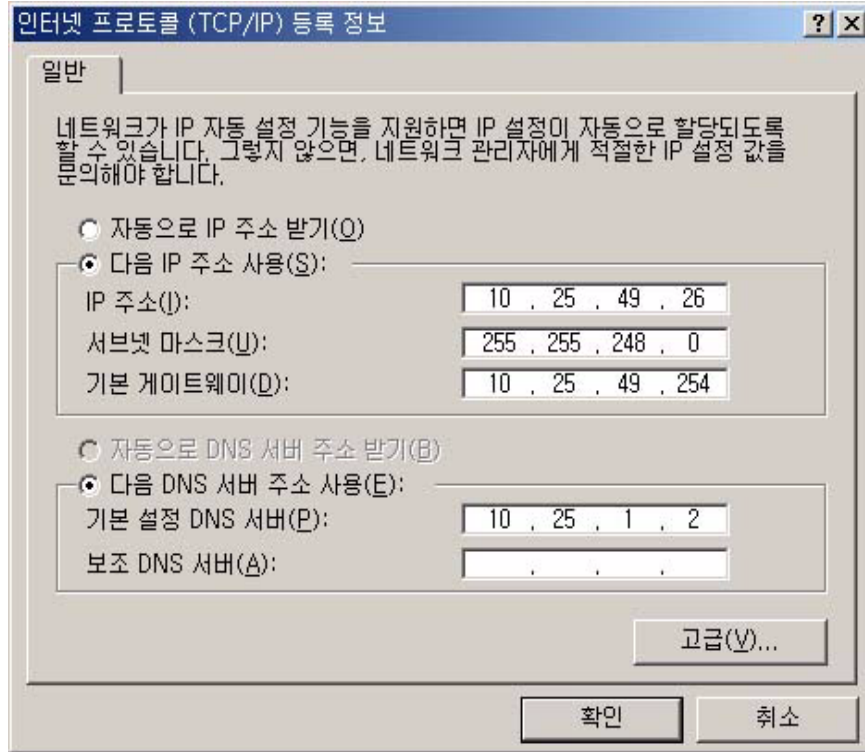 인터넷 프로토콜 (TCP/IP) 등록 정보
일반
네트워크가 IP 자동 설정 기능을 지원하면 IP 설정이 자동으로 할당되도록
할 수 있습니다. 그렇지 않으면, 네트워크 관리자에게 적절한 IP 설정 값을
문의해야 합니다.
자동으로 IP 주소 받기(O)
다음 IP 주소 사용(S):
IP 주소(I): 10 . 25 . 49 . 26
서브넷 마스크(U): 255 . 255 . 248 . 0
기본 게이트웨이(D): 10 . 25 . 49 . 254
자동으로 DNS 서버 주소 받기(B)
다음 DNS 서버 주소 사용(E):
기본 설정 DNS 서버(P): 10 . 25 . 1 . 2
보조 DNS 서버(A): . . .
고급(V)...
확인 취소